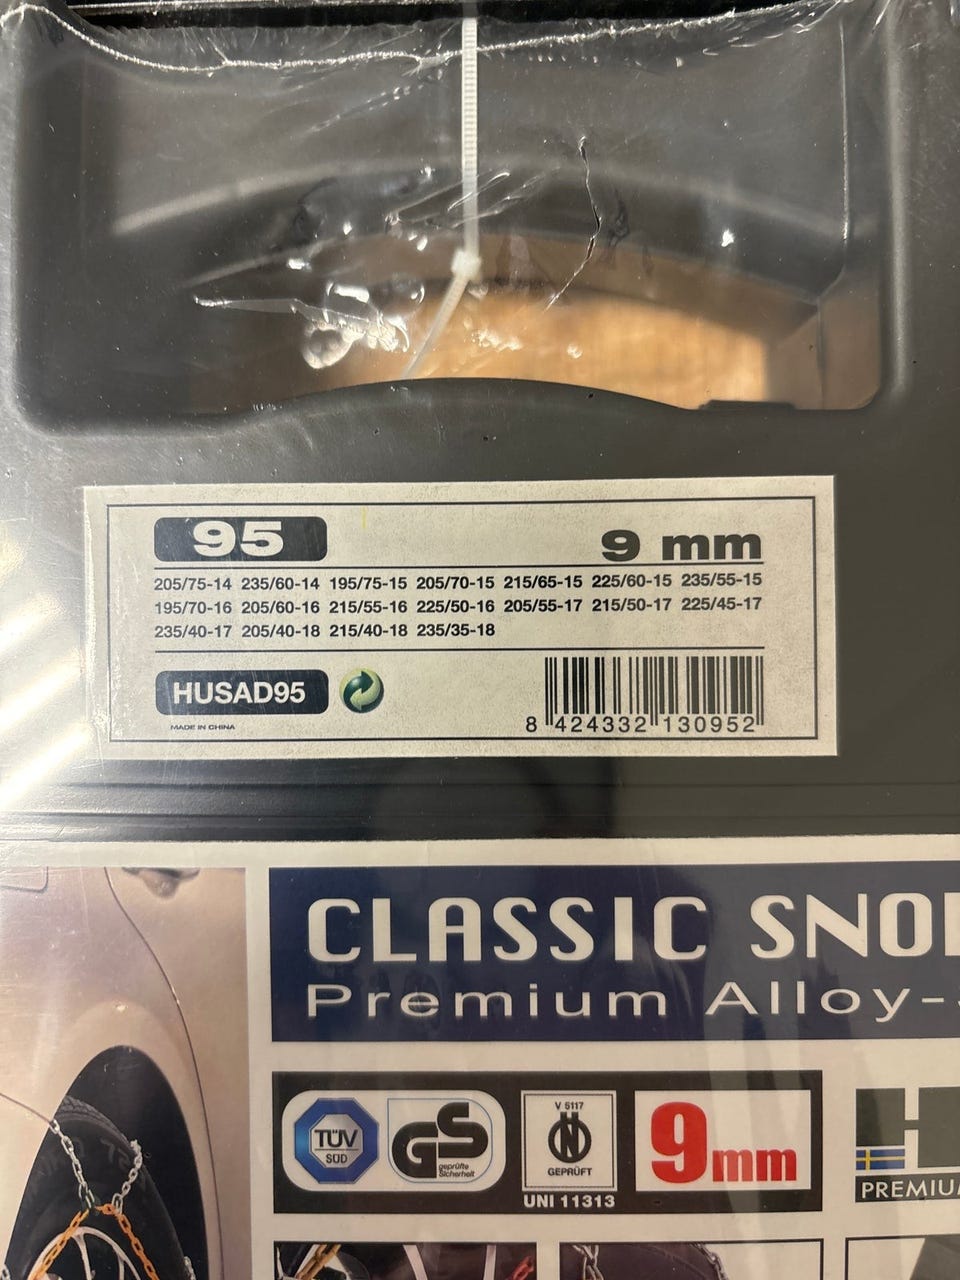 95
9 mm
205/75-14 235/60-14 195/75-15 205/70-15 215/65-15 225/60-15 235/55-15
195/70-16 205/60-16 215/55-16 225/50-16 205/55-17 215/50-17 225/45-17
235/40-17 205/40-18 215/40-18 235/35-18
HUSAD95
MADE IN CHINA
8 424332 130952
CLASSIC SNO
Premium Alloy-
TÜV
SÜD
GS
geprüfte
Sicherheit
V 5117
N
GEPRÜFT
UNI 11313
9mm
H
PREMIU